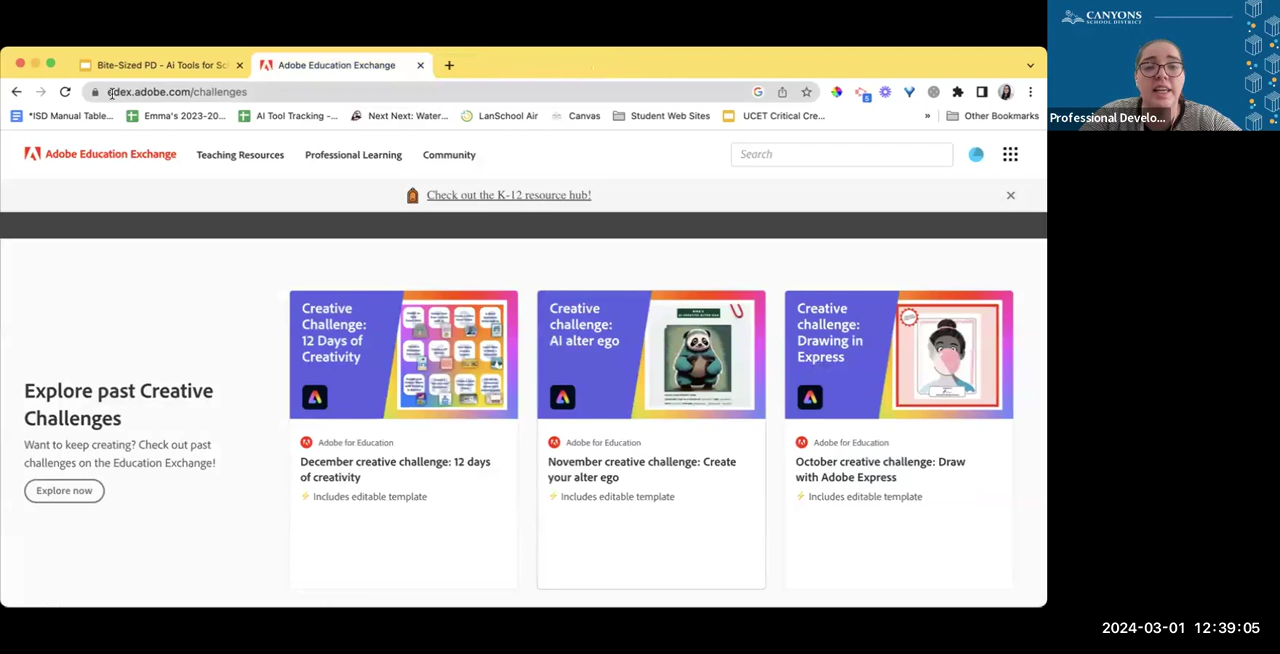 CANYONS
SCHOOL DISTRICT
Professional Develo...
Bite-Sized PD - Ai Tools for Sc
Adobe Education Exchange
edex.adobe.com/challenges
*ISD Manual Table...
Emma's 2023-20...
AI Tool Tracking -...
Next Next: Water...
LanSchool Air
Canvas
Student Web Sites
UCET Critical Cre...
»
Other Bookmarks
Adobe Education Exchange
Teaching Resources
Professional Learning
Community
Search
Check out the K-12 resource hub!
Explore past Creative
Challenges
Want to keep creating? Check out past
challenges on the Education Exchange!
Explore now
Creative
Challenge:
12 Days of
Creativity
Adobe for Education
December creative challenge: 12 days
of creativity
Includes editable template
Creative
challenge:
AI alter ego
Adobe for Education
November creative challenge: Create
your alter ego
Includes editable template
Creative
challenge:
Drawing in
Express
Adobe for Education
October creative challenge: Draw
with Adobe Express
Includes editable template
2024-03-01 12:39:05